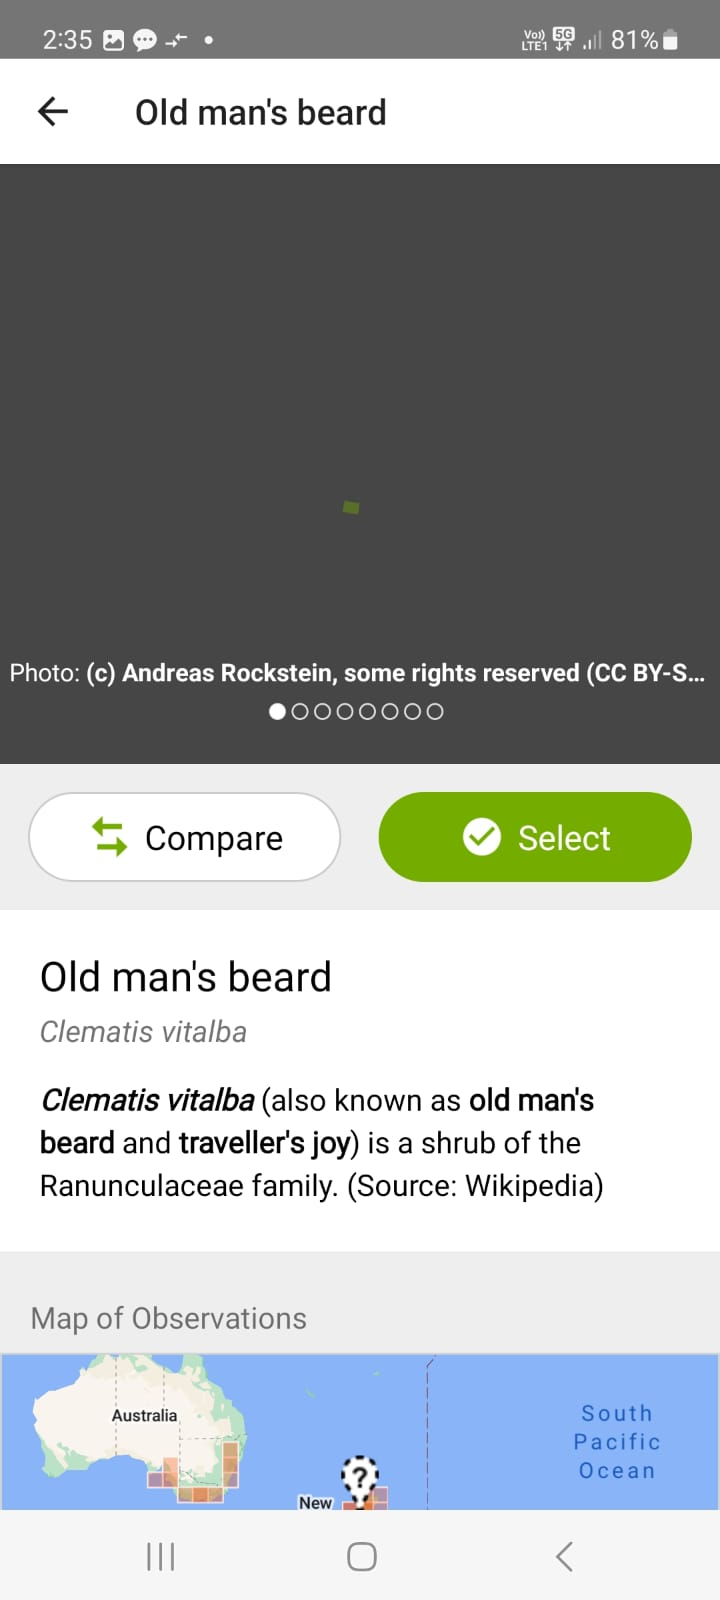 2:35
Vo)) LTE1 5G 81%
Old man's beard
Photo: (c) Andreas Rockstein, some rights reserved (CC BY-S...
Compare
Select
Old man's beard
Clematis vitalba
Clematis vitalba (also known as old man's
beard and traveller's joy) is a shrub of the
Ranunculaceae family. (Source: Wikipedia)
Map of Observations
Australia
South
Pacific
Ocean
?
New